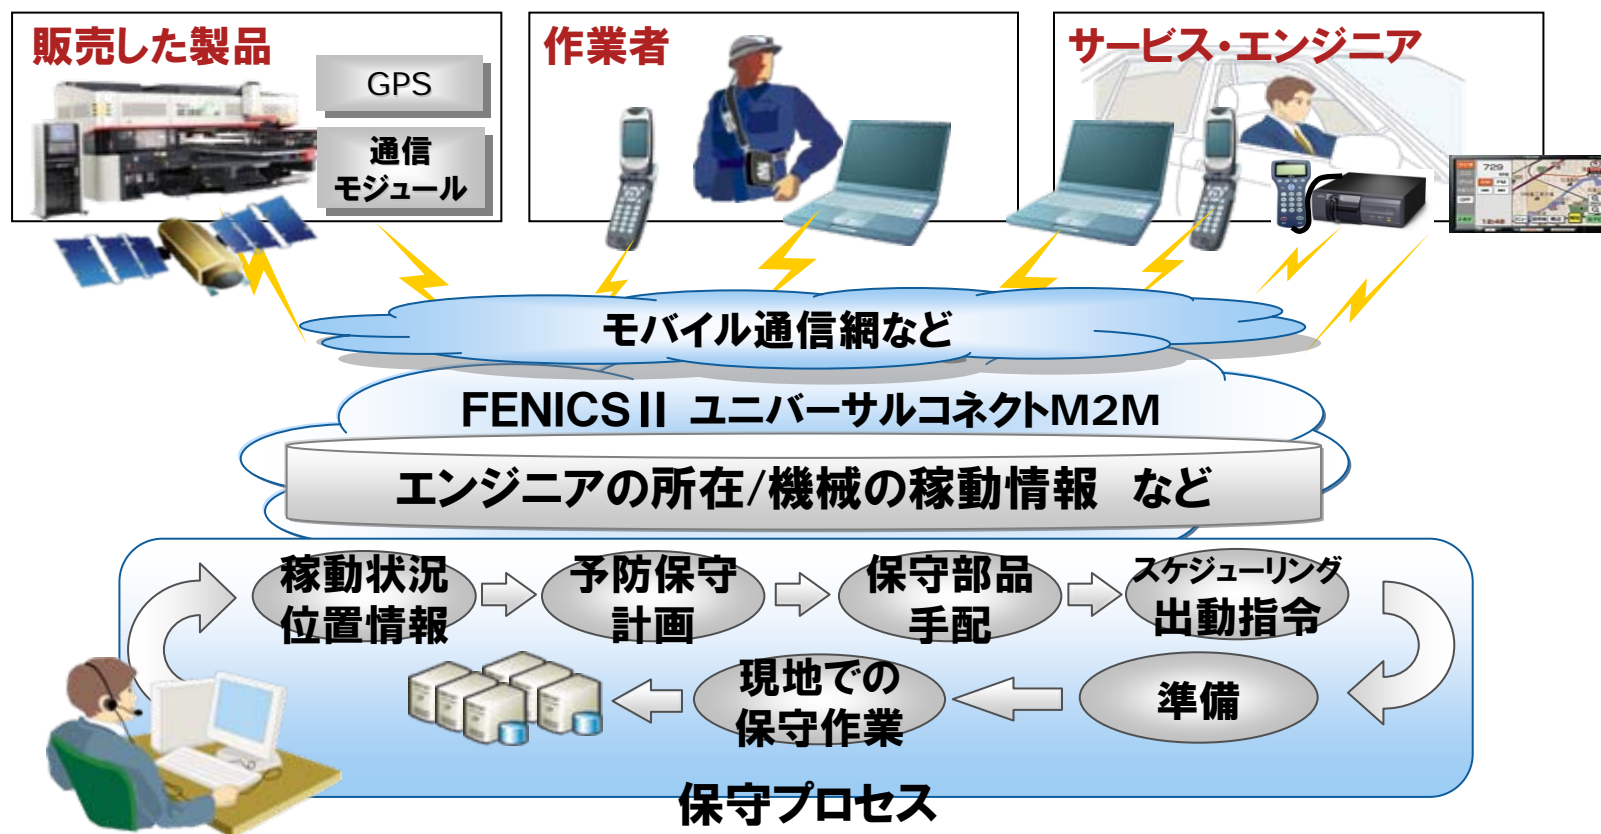 販売した製品
GPS
通信
モジュール
作業者
サービス・エンジニア
729
12:48
モバイル通信網など
FENICSⅡ ユニバーサルコネクトM2M
エンジニアの所在/機械の稼動情報 など
稼動状況
位置情報
予防保守
計画
保守部品
手配
スケジューリング
出動指令
準備
現地での
保守作業
保守プロセス